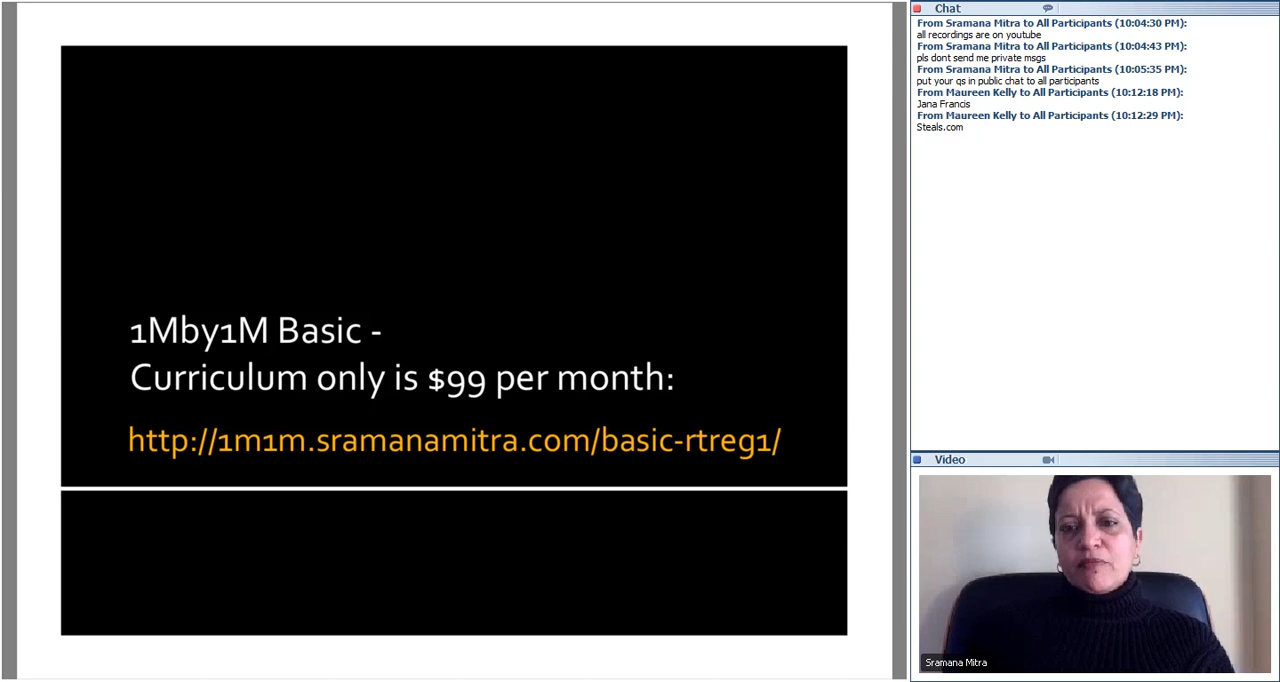 1Mby1M Basic -
Curriculum only is $99 per month:
http://1m1m.sramanamitra.com/basic-rtreg1/
Chat
From Sramana Mitra to All Participants (10:04:30 PM):
all recordings are on youtube
From Sramana Mitra to All Participants (10:04:43 PM):
pls dont send me private msgs
From Sramana Mitra to All Participants (10:05:35 PM):
put your qs in public chat to all participants
From Maureen Kelly to All Participants (10:12:18 PM):
Jana Francis
From Maureen Kelly to All Participants (10:12:29 PM):
Steals.com
Video
Sramana Mitra